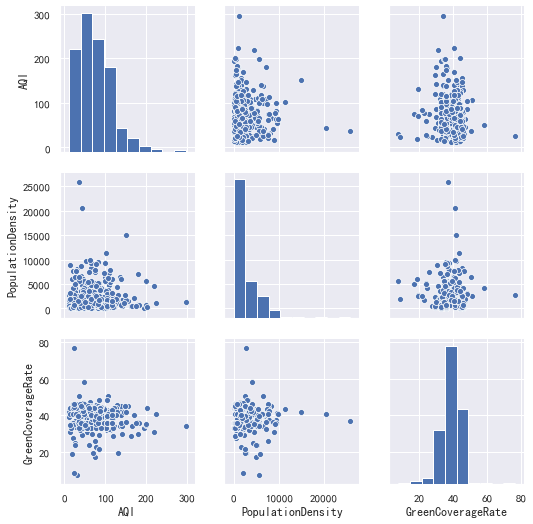 300
200
100
0
AQI
25000
20000
15000
10000
5000
0
PopulationDensity
80
60
40
20
GreenCoverageRate
0 100 200 300
0 10000 20000
20 40 60 80
AQI PopulationDensity GreenCoverageRate